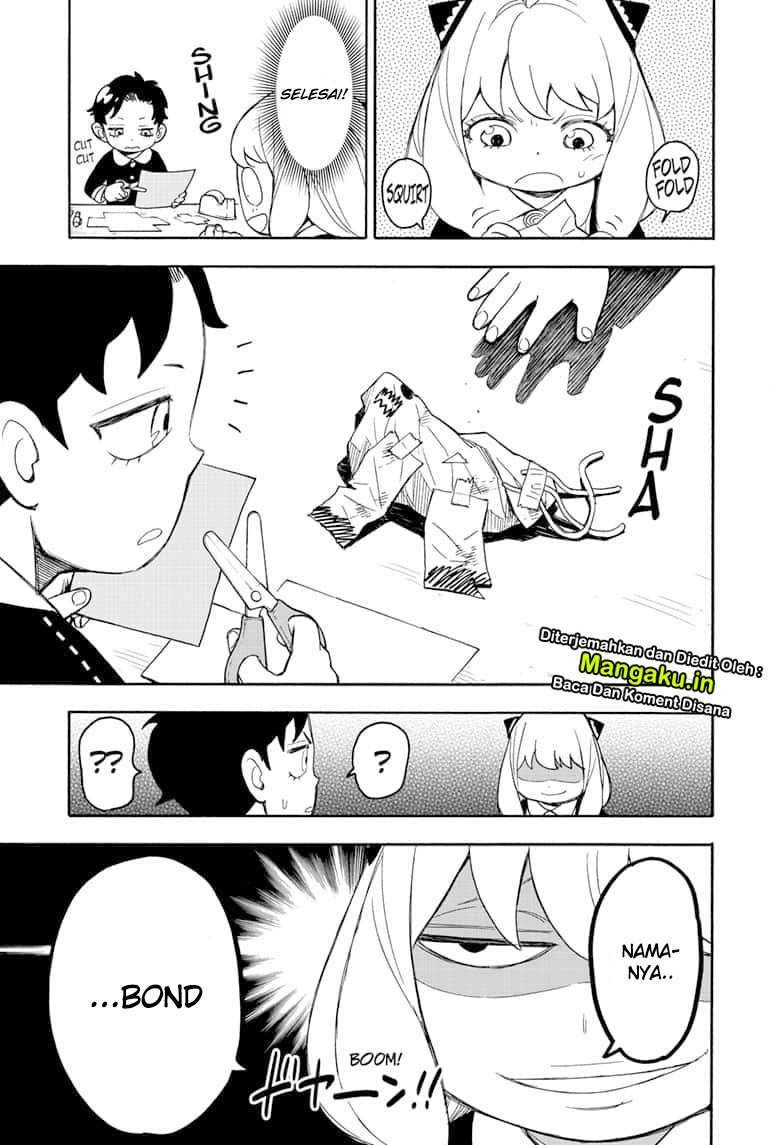 FOLD
FOLD
SQUIRT
SELESAI!
SHING
CUT
CUT
SHA
Diterjemahkan dan Diedit Oleh :
Mangaku.in
Baca Dan Koment Disana
?
??
NAMA-
NYA..
...BOND
BOOM!
ドヤーン!!